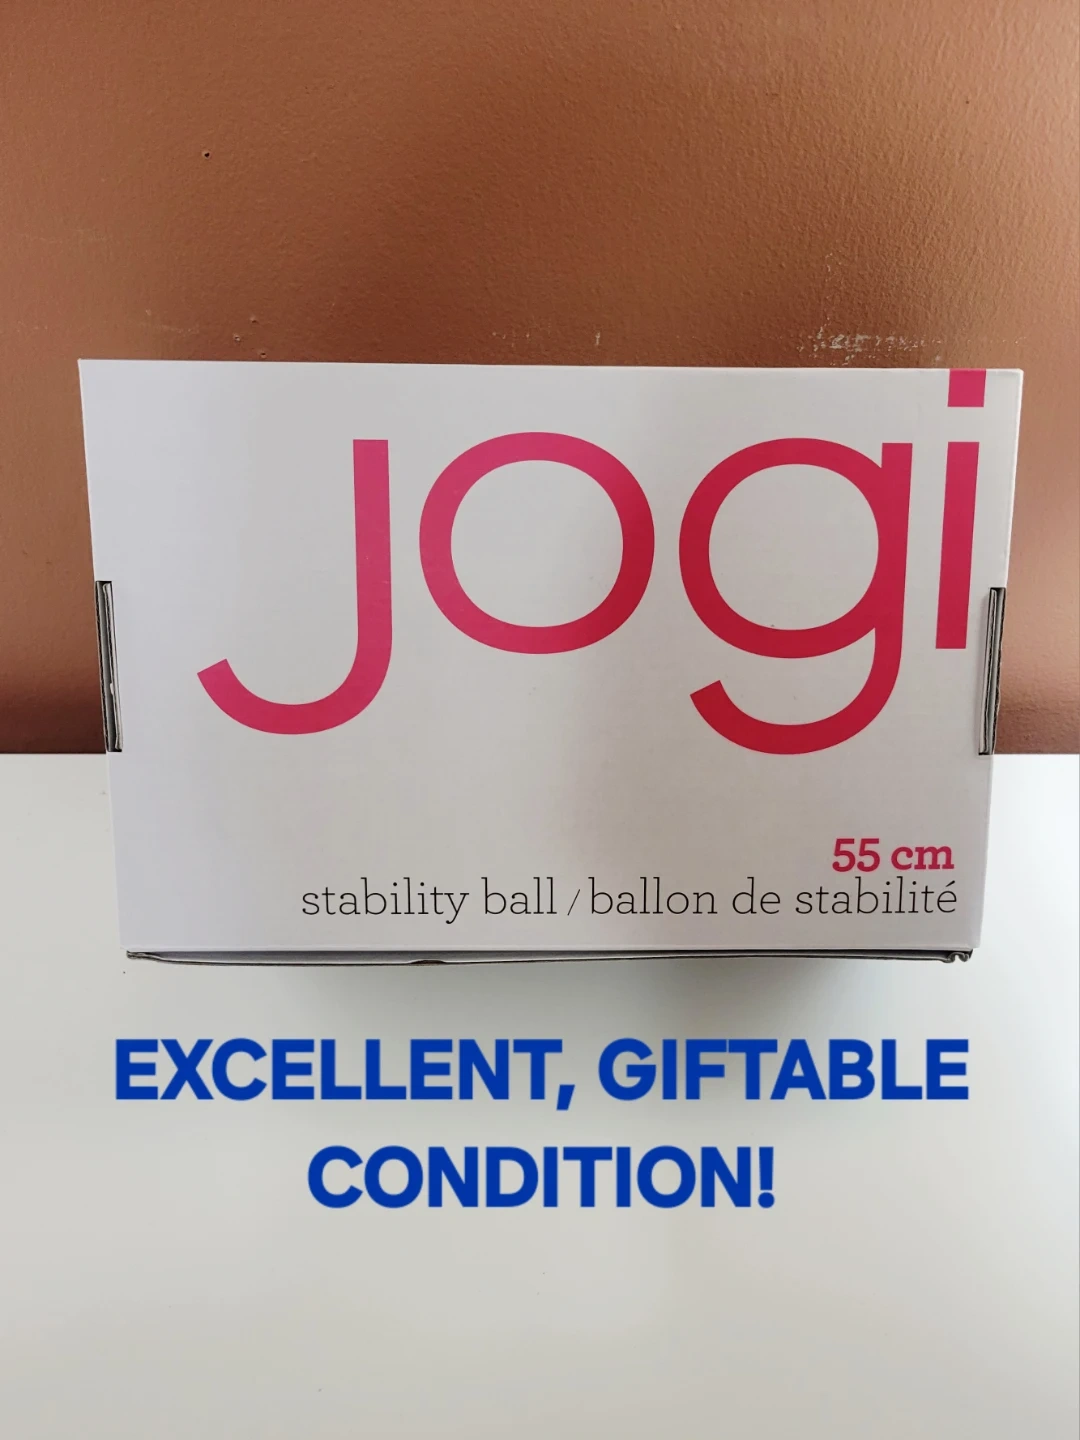 jogi
55 cm
stability ball / ballon de stabilité
EXCELLENT, GIFTABLE
CONDITION!